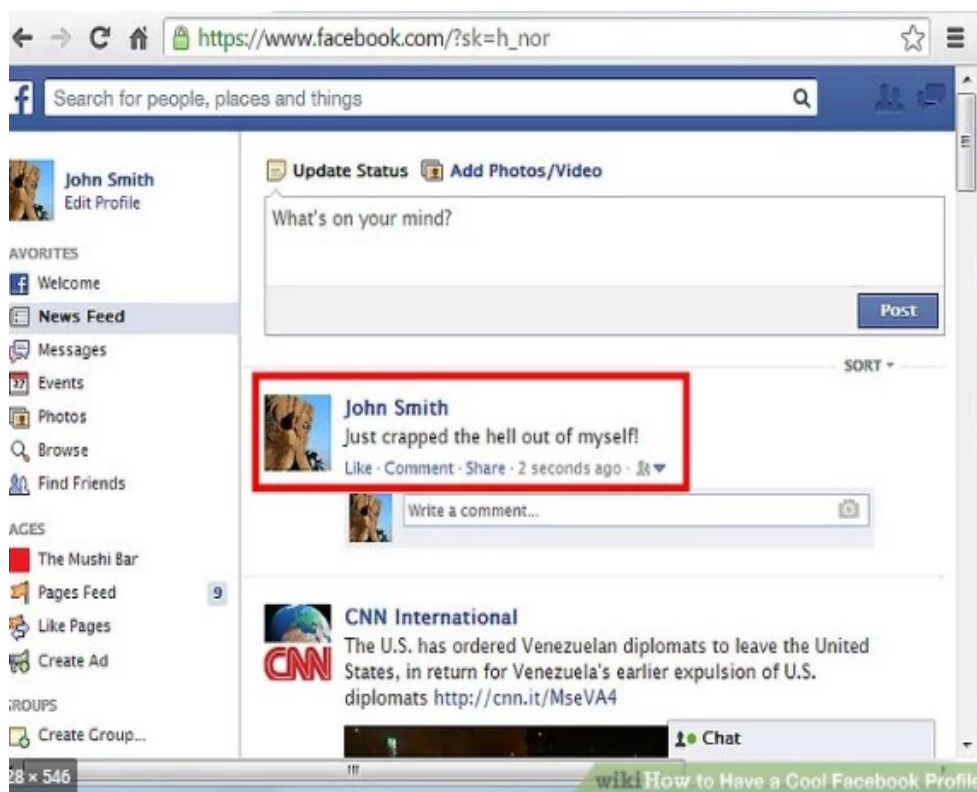 https://www.facebook.com/?sk=h_nor
f Search for people, places and things
John Smith
Edit Profile
AVORITES
Welcome
News Feed
Messages
Events
Photos
Browse
Find Friends
AGES
The Mushi Bar
Pages Feed 9
Like Pages
Create Ad
ROUPS
Create Group...
Update Status Add Photos/Video
What's on your mind?
Post
SORT
John Smith
Just crapped the hell out of myself!
Like · Comment · Share · 2 seconds ago ·
Write a comment...
CNN International
CNN
The U.S. has ordered Venezuelan diplomats to leave the United
States, in return for Venezuela's earlier expulsion of U.S.
diplomats http://cnn.it/MseVA4
Chat
28 × 546
wikiHow to Have a Cool Facebook Profile